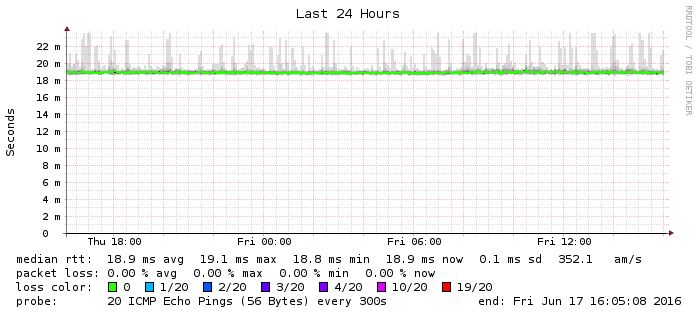 Last 24 Hours
RRDTOOL / TOBI OETIKER
Seconds
22 m
20 m
18 m
16 m
14 m
12 m
10 m
8 m
6 m
4 m
2 m
0
Thu 18:00 Fri 00:00 Fri 06:00 Fri 12:00
median rtt: 18.9 ms avg 19.1 ms max 18.8 ms min 18.9 ms now 0.1 ms sd 352.1 am/s
packet loss: 0.00 % avg 0.00 % max 0.00 % min 0.00 % now
loss color: 0 1/20 2/20 3/20 4/20 10/20 19/20
probe: 20 ICMP Echo Pings (56 Bytes) every 300s end: Fri Jun 17 16:05:08 2016